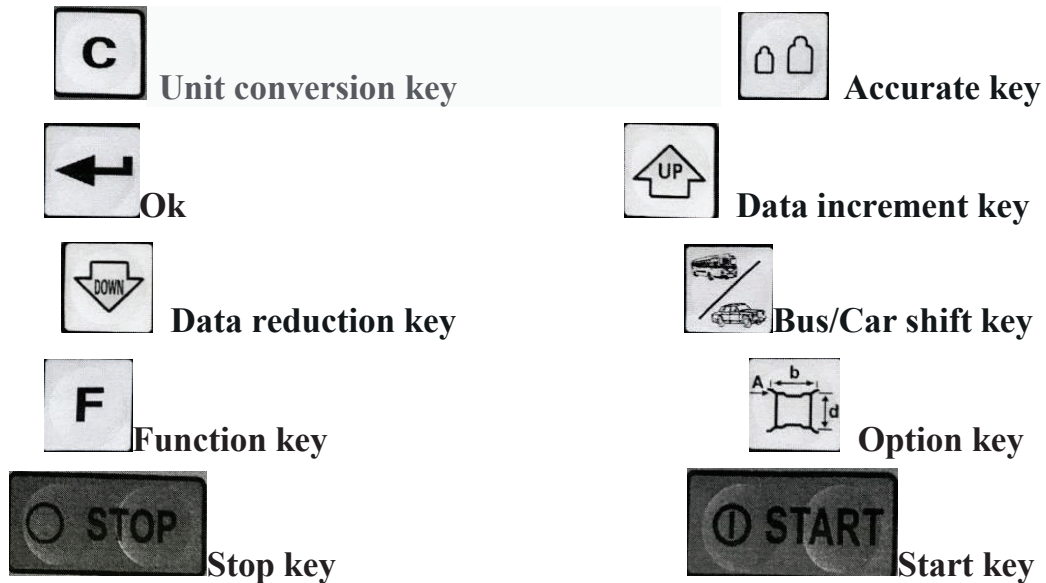 C Unit conversion key
Accurate key
Ok
UP Data increment key
DOWN Data reduction key
Bus/Car shift key
F Function key
A b d Option key
STOP Stop key
START Start key